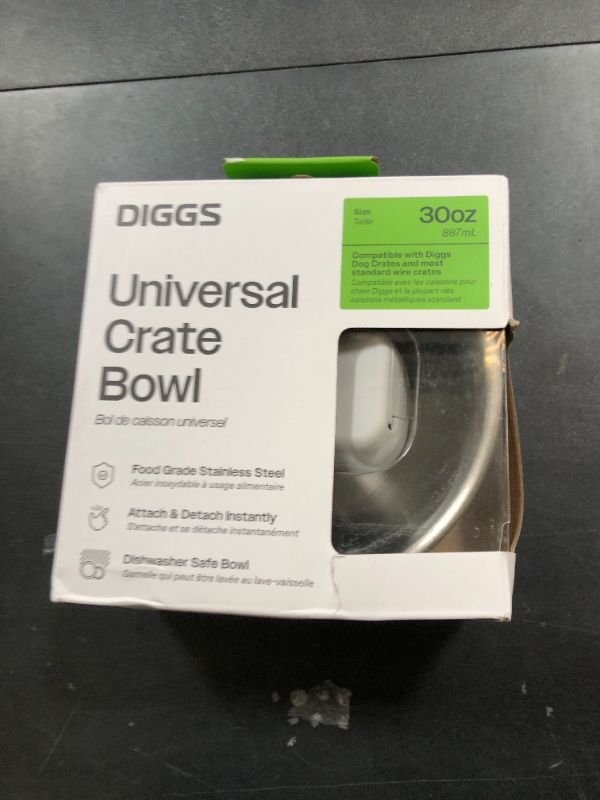 DIGGS
Size
Taille
30oz
887mL
Compatible with Diggs
Dog Crates and most
standard wire crates
Compatible avec les caissons pour
chien Diggs et la plupart des
caissons métalliques standard
Universal
Crate
Bowl
Bol de caisson universel
Food Grade Stainless Steel
Acier inoxydable à usage alimentaire
Attach & Detach Instantly
S'attache et se détache instantanément
Dishwasher Safe Bowl
Gamelle qui peut être lavée au lave-vaisselle